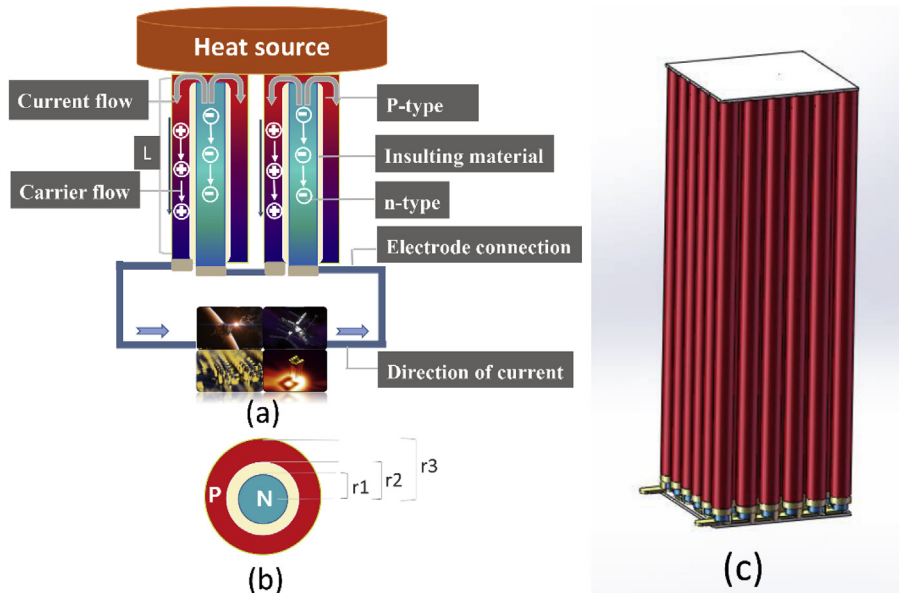 Heat source
Current flow
P-type
L
Insulting material
Carrier flow
n-type
Electrode connection
Direction of current
(a)
P
N
r1
r2
r3
(b)
(c)